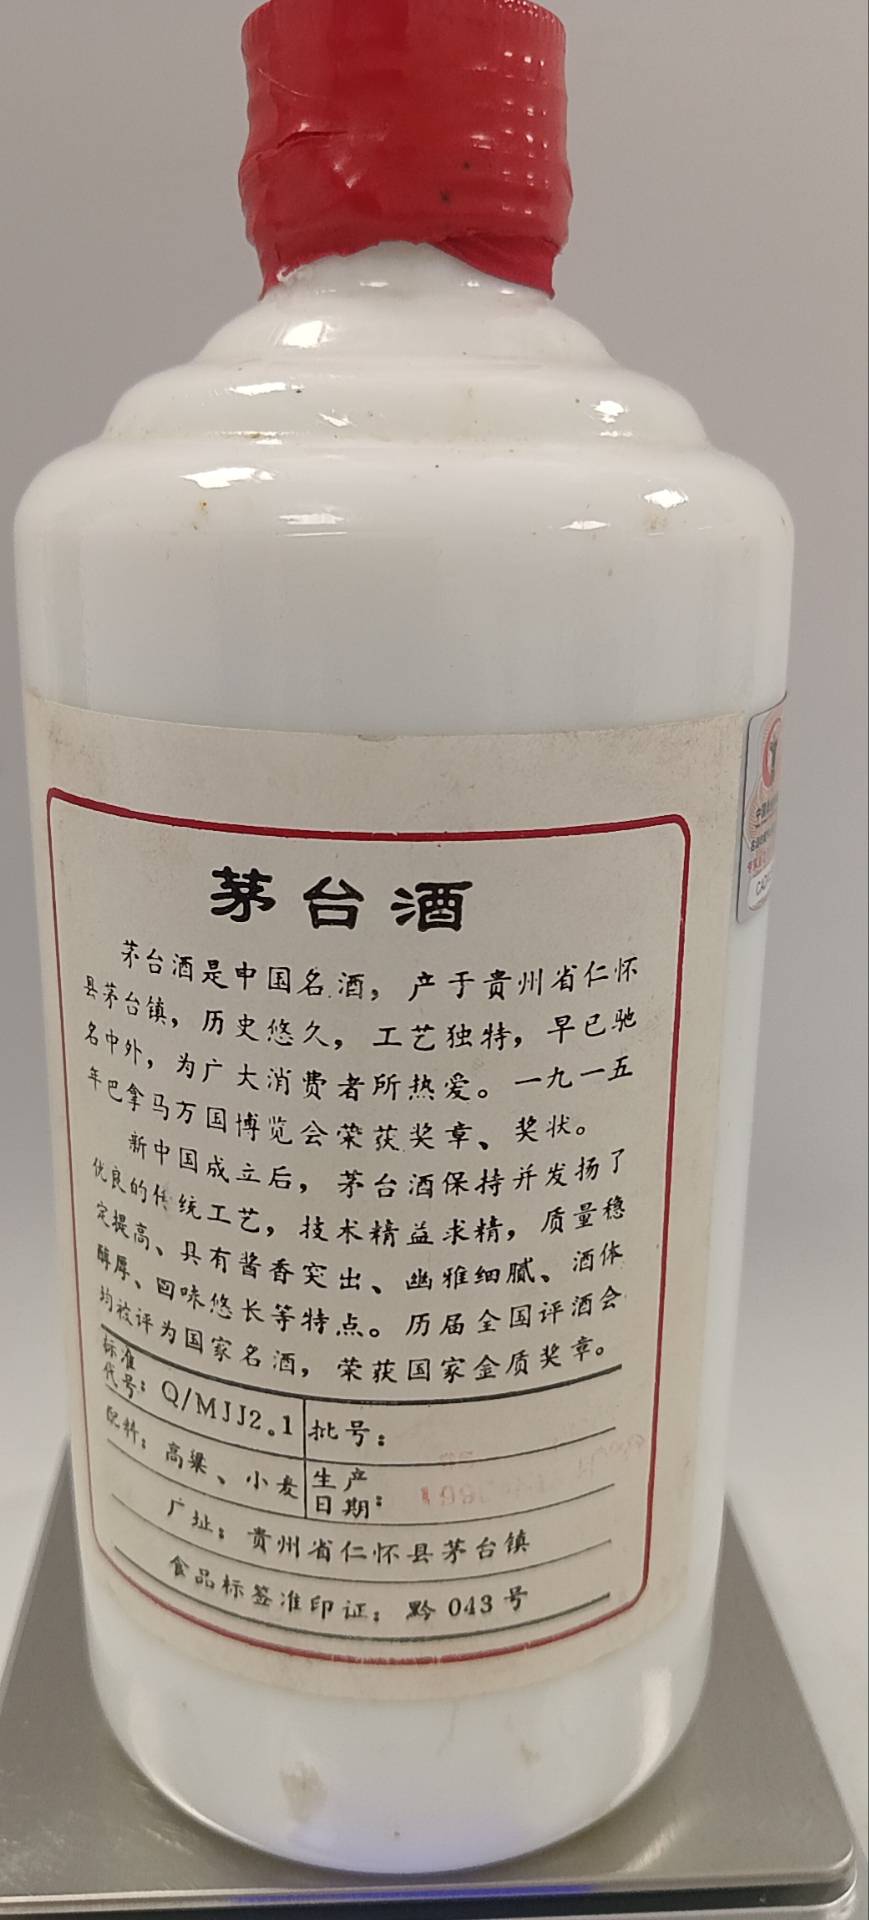 茅台酒
茅台酒是中国名酒，产于贵州省仁怀
县茅台镇，历史悠久，工艺独特，早已驰
名中外，为广大消费者所热爱。一九一五
年巴拿马万国博览会荣获奖章、奖状。
新中国成立后，茅台酒保持并发扬了
优良的传统工艺，技术精益求精，质量稳
定提高、具有酱香突出、幽雅细腻、酒体
醇厚、回味悠长等特点。历届全国评酒会
均被评为国家名酒，荣获国家金质奖章。
标准代号：Q/MJJ2.1
批号：
配料：高粱、小麦
生产日期：
厂址：贵州省仁怀县茅台镇
食品标签准印证：黔043号